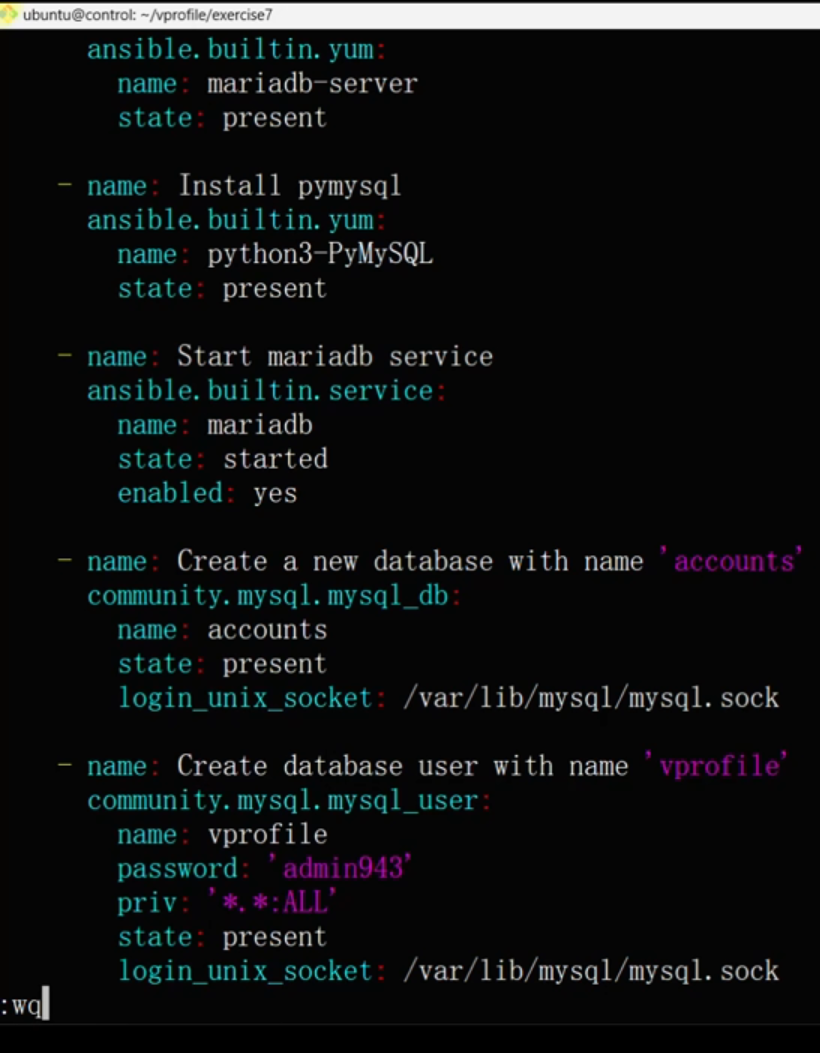 ubuntu@control: ~/vprofile/exercise7
ansible.builtin.yum:
name: mariadb-server
state: present
- name: Install pymysql
ansible.builtin.yum:
name: python3-PyMySQL
state: present
- name: Start mariadb service
ansible.builtin.service:
name: mariadb
state: started
enabled: yes
- name: Create a new database with name 'accounts'
community.mysql.mysql_db:
name: accounts
state: present
login_unix_socket: /var/lib/mysql/mysql.sock
- name: Create database user with name 'vprofile'
community.mysql.mysql_user:
name: vprofile
password: 'admin943'
priv: '*.*:ALL'
state: present
login_unix_socket: /var/lib/mysql/mysql.sock
:wq